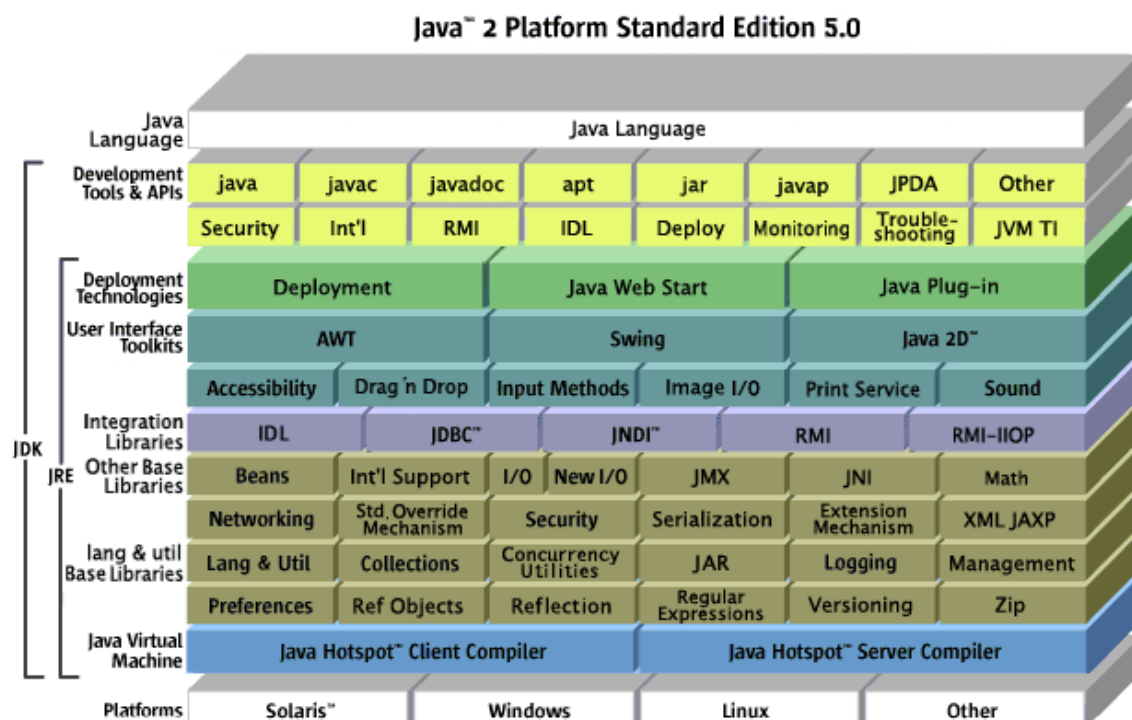 Java™ 2 Platform Standard Edition 5.0
Java
Language
Java Language
JDK
Development
Tools & APIs
java javac javadoc apt jar javap JPDA Other
Security Int'l RMI IDL Deploy Monitoring Trouble-
shooting JVM TI
JRE
Deployment
Technologies
Deployment Java Web Start Java Plug-in
User Interface
Toolkits
AWT Swing Java 2D™
Accessibility Drag 'n Drop Input Methods Image I/O Print Service Sound
Integration
Libraries
IDL JDBC™ JNDI™ RMI RMI-IIOP
Other Base
Libraries
Beans Int'l Support I/O New I/O JMX JNI Math
Networking Std. Override
Mechanism Security Serialization Extension
Mechanism XML JAXP
lang & util
Base Libraries
Lang & Util Collections Concurrency
Utilities JAR Logging Management
Preferences Ref Objects Reflection Regular
Expressions Versioning Zip
Java Virtual
Machine
Java Hotspot™ Client Compiler Java Hotspot™ Server Compiler
Platforms
Solaris™ Windows Linux Other